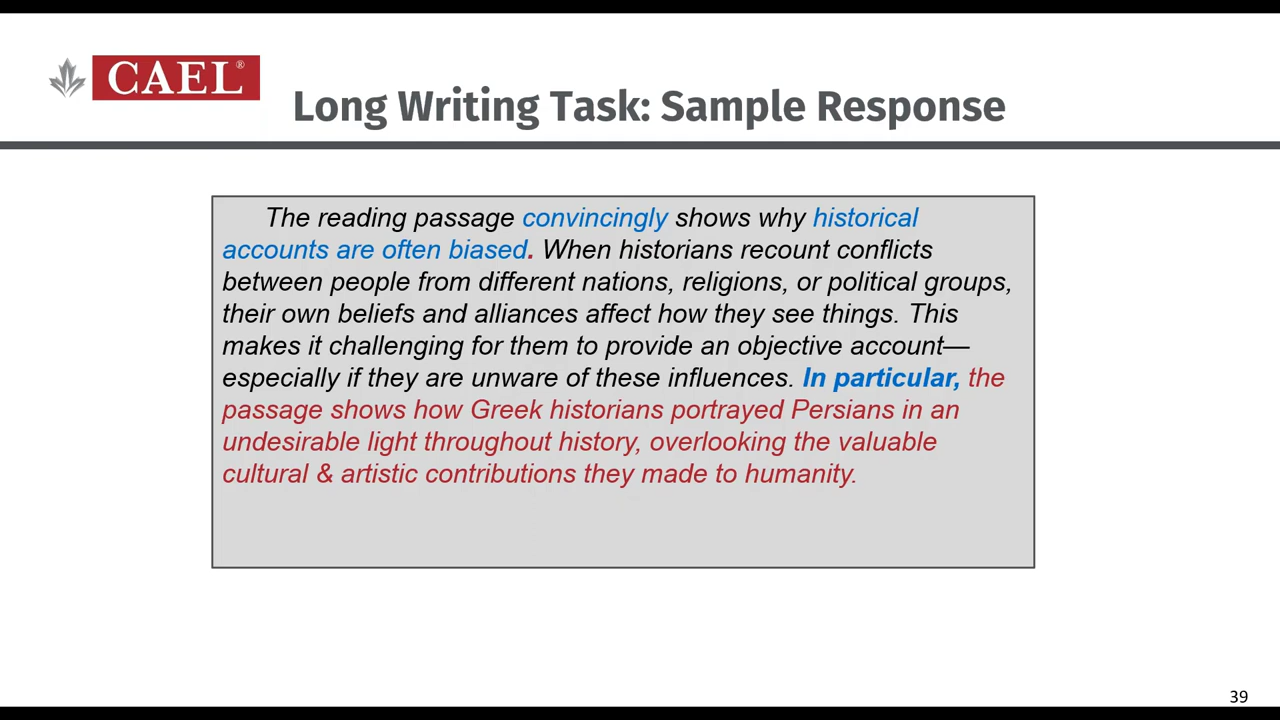 CAEL®
Long Writing Task: Sample Response
The reading passage convincingly shows why historical
accounts are often biased. When historians recount conflicts
between people from different nations, religions, or political groups,
their own beliefs and alliances affect how they see things. This
makes it challenging for them to provide an objective account—
especially if they are unware of these influences. In particular, the
passage shows how Greek historians portrayed Persians in an
undesirable light throughout history, overlooking the valuable
cultural & artistic contributions they made to humanity.
39